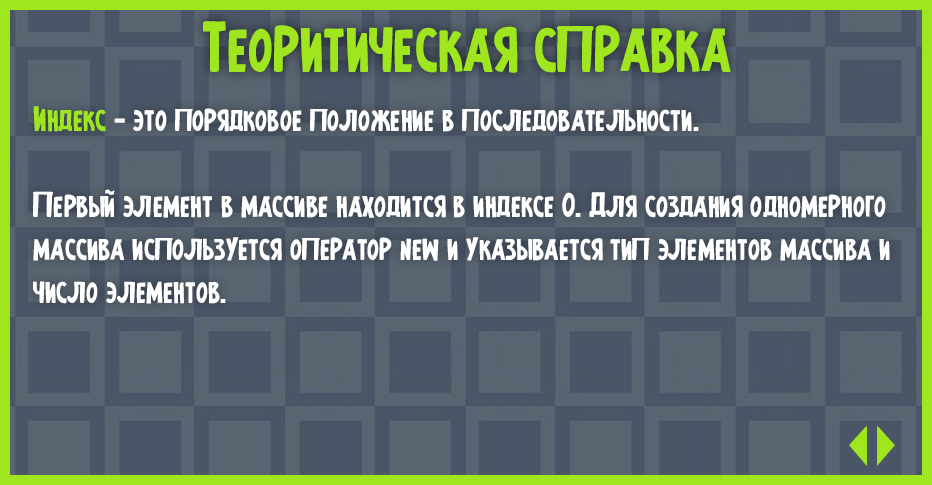 Теоритическая справка
Индекс - это порядковое положение в последовательности.
Первый элемент в массиве находится в индексе 0. Для создания одномерного
массива используется оператор new и указывается тип элементов массива и
число элементов.